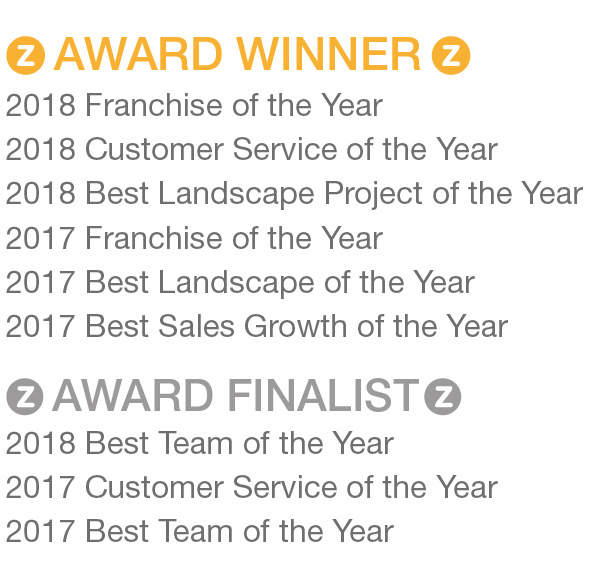 Z AWARD WINNER Z
2018 Franchise of the Year
2018 Customer Service of the Year
2018 Best Landscape Project of the Year
2017 Franchise of the Year
2017 Best Landscape of the Year
2017 Best Sales Growth of the Year
Z AWARD FINALIST Z
2018 Best Team of the Year
2017 Customer Service of the Year
2017 Best Team of the Year